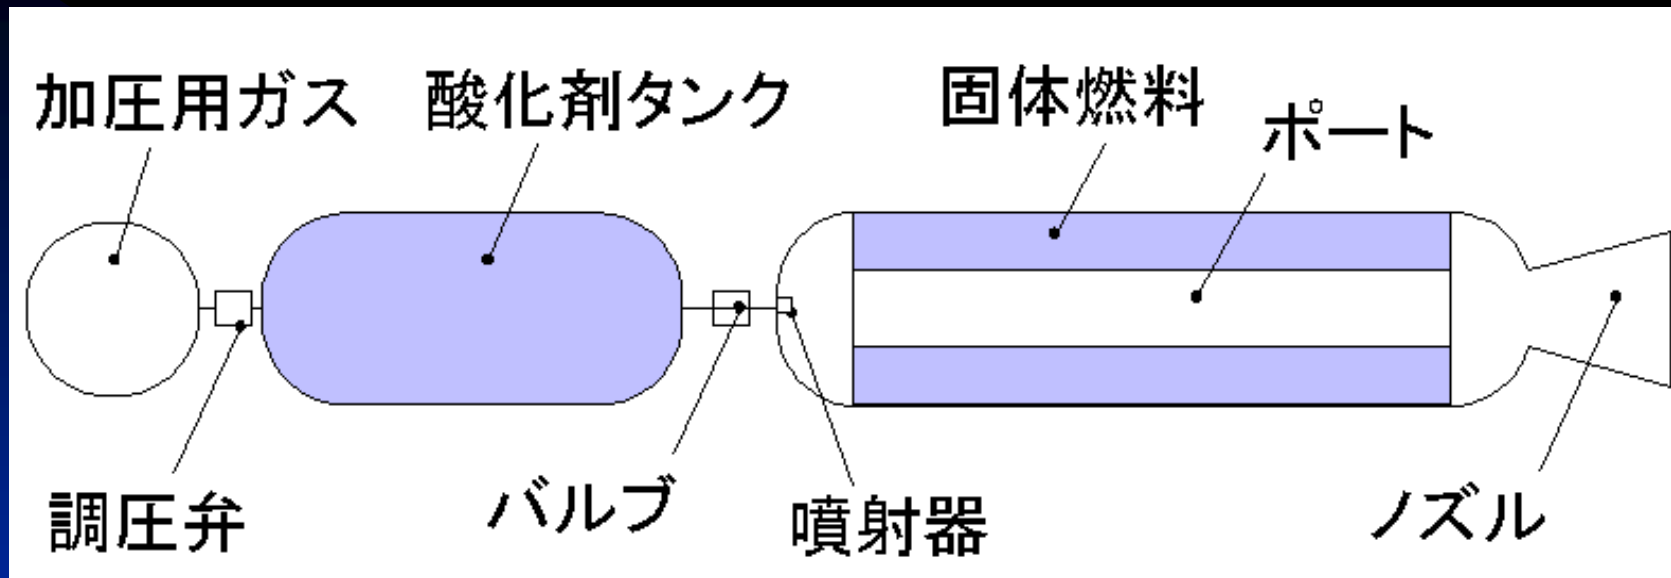 加圧用ガス
酸化剤タンク
固体燃料
ポート
調圧弁
バルブ
噴射器
ノズル